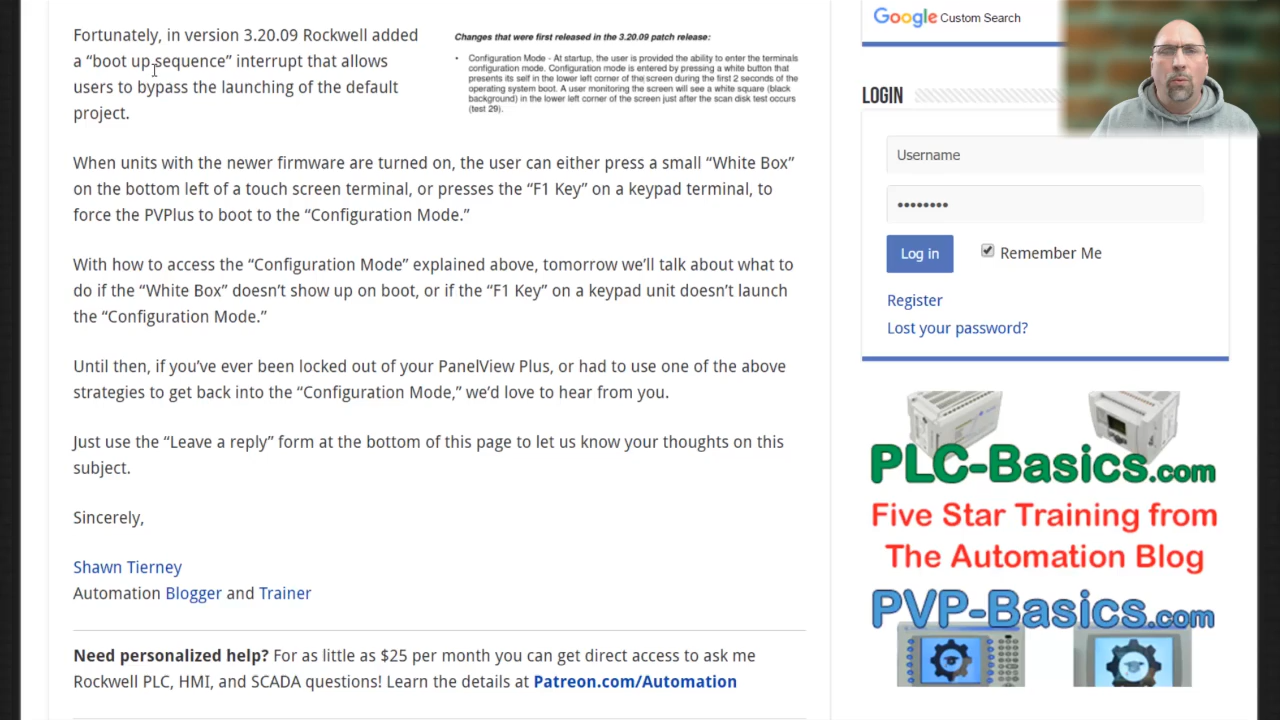 Fortunately, in version 3.20.09 Rockwell added
a “boot up sequence” interrupt that allows
users to bypass the launching of the default
project.
Changes that were first released in the 3.20.09 patch release:
• Configuration Mode - At startup, the user is provided the ability to enter the terminals
configuration mode. Configuration mode is entered by pressing a white button that
presents its self in the lower left corner of the screen during the first 2 seconds of the
operating system boot. A user monitoring the screen will see a white square (black
background) in the lower left corner of the screen just after the scan disk test occurs
(test 29).
When units with the newer firmware are turned on, the user can either press a small “White Box”
on the bottom left of a touch screen terminal, or presses the “F1 Key” on a keypad terminal, to
force the PVPlus to boot to the “Configuration Mode.”
With how to access the “Configuration Mode” explained above, tomorrow we’ll talk about what to
do if the “White Box” doesn’t show up on boot, or if the “F1 Key” on a keypad unit doesn’t launch
the “Configuration Mode.”
Until then, if you’ve ever been locked out of your PanelView Plus, or had to use one of the above
strategies to get back into the “Configuration Mode,” we’d love to hear from you.
Just use the “Leave a reply” form at the bottom of this page to let us know your thoughts on this
subject.
Sincerely,
Shawn Tierney
Automation Blogger and Trainer
Need personalized help? For as little as $25 per month you can get direct access to ask me
Rockwell PLC, HMI, and SCADA questions! Learn the details at Patreon.com/Automation
Google Custom Search
LOGIN
Username
••••••••
Log in
Remember Me
Register
Lost your password?
PLC-Basics.com
Five Star Training from
The Automation Blog
PVP-Basics.com